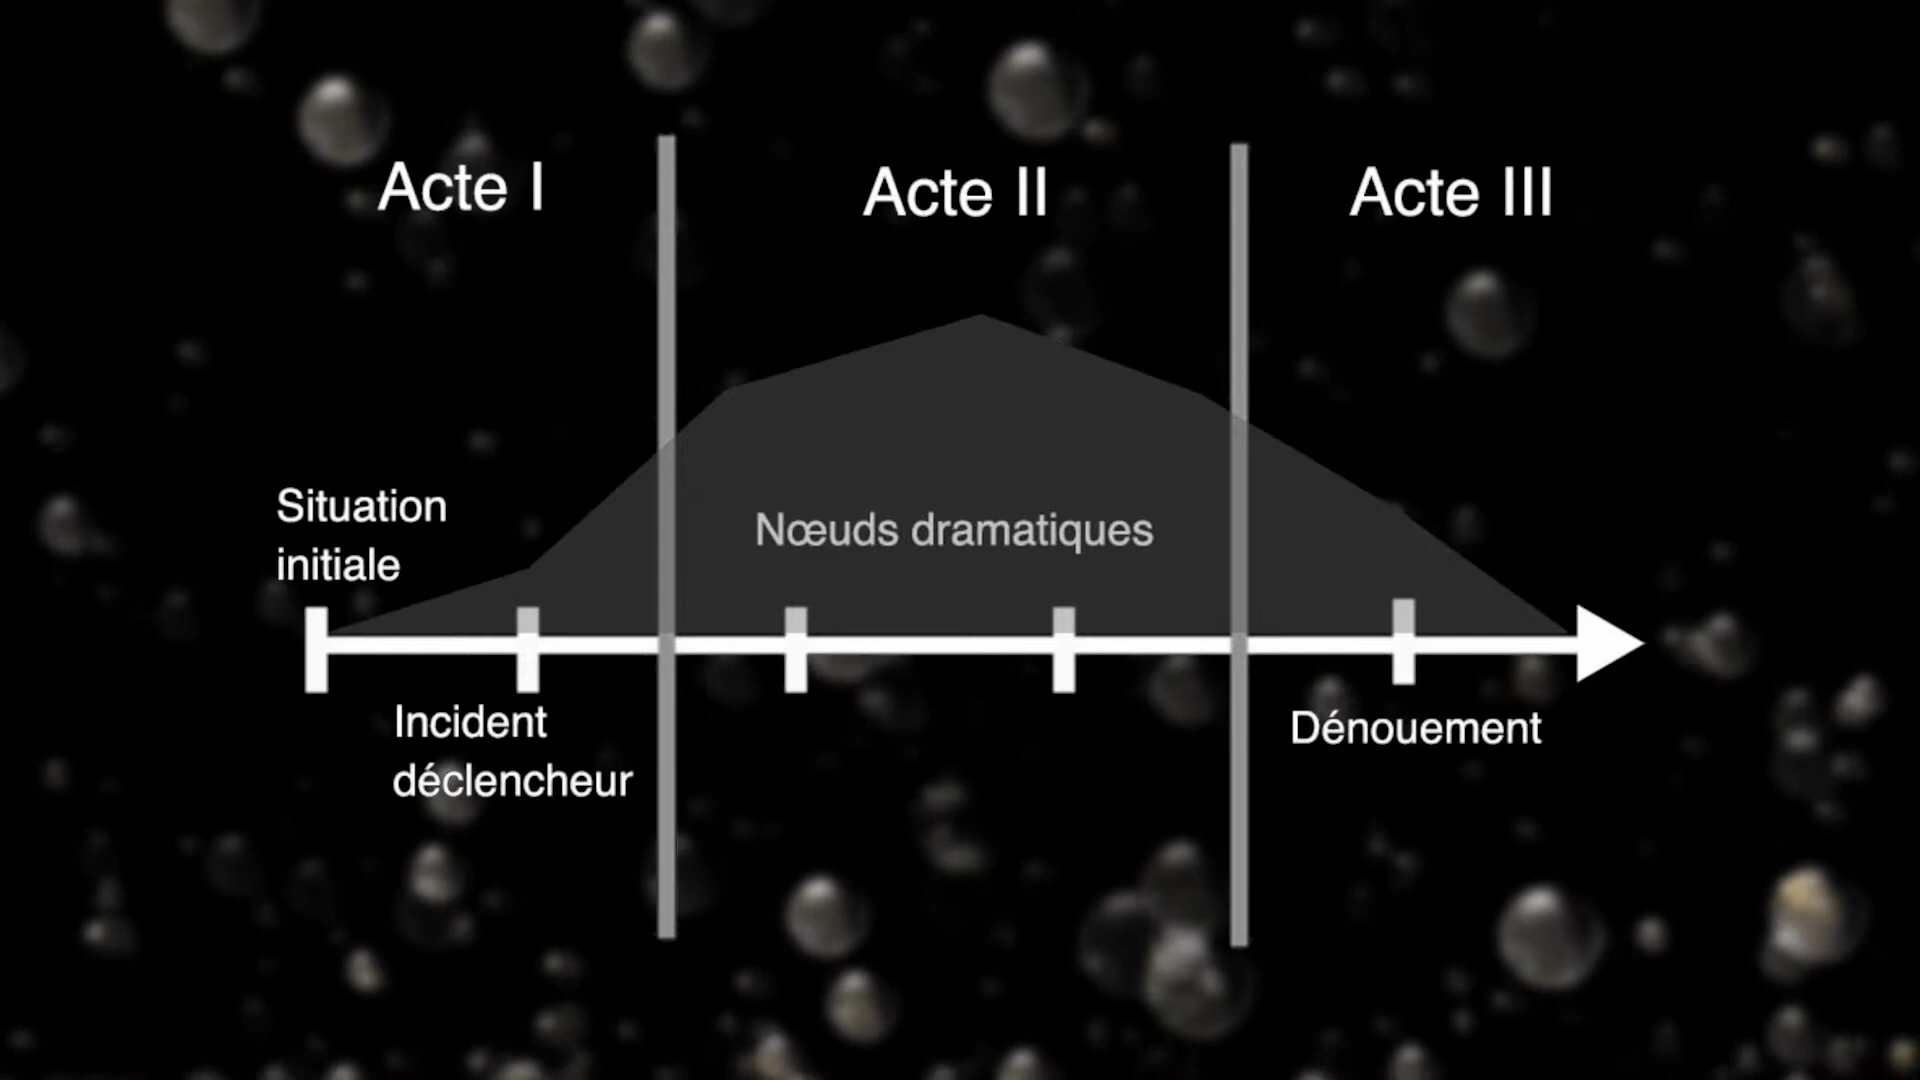 Acte I
Acte II
Acte III
Situation
initiale
Nœuds dramatiques
Incident
déclencheur
Dénouement